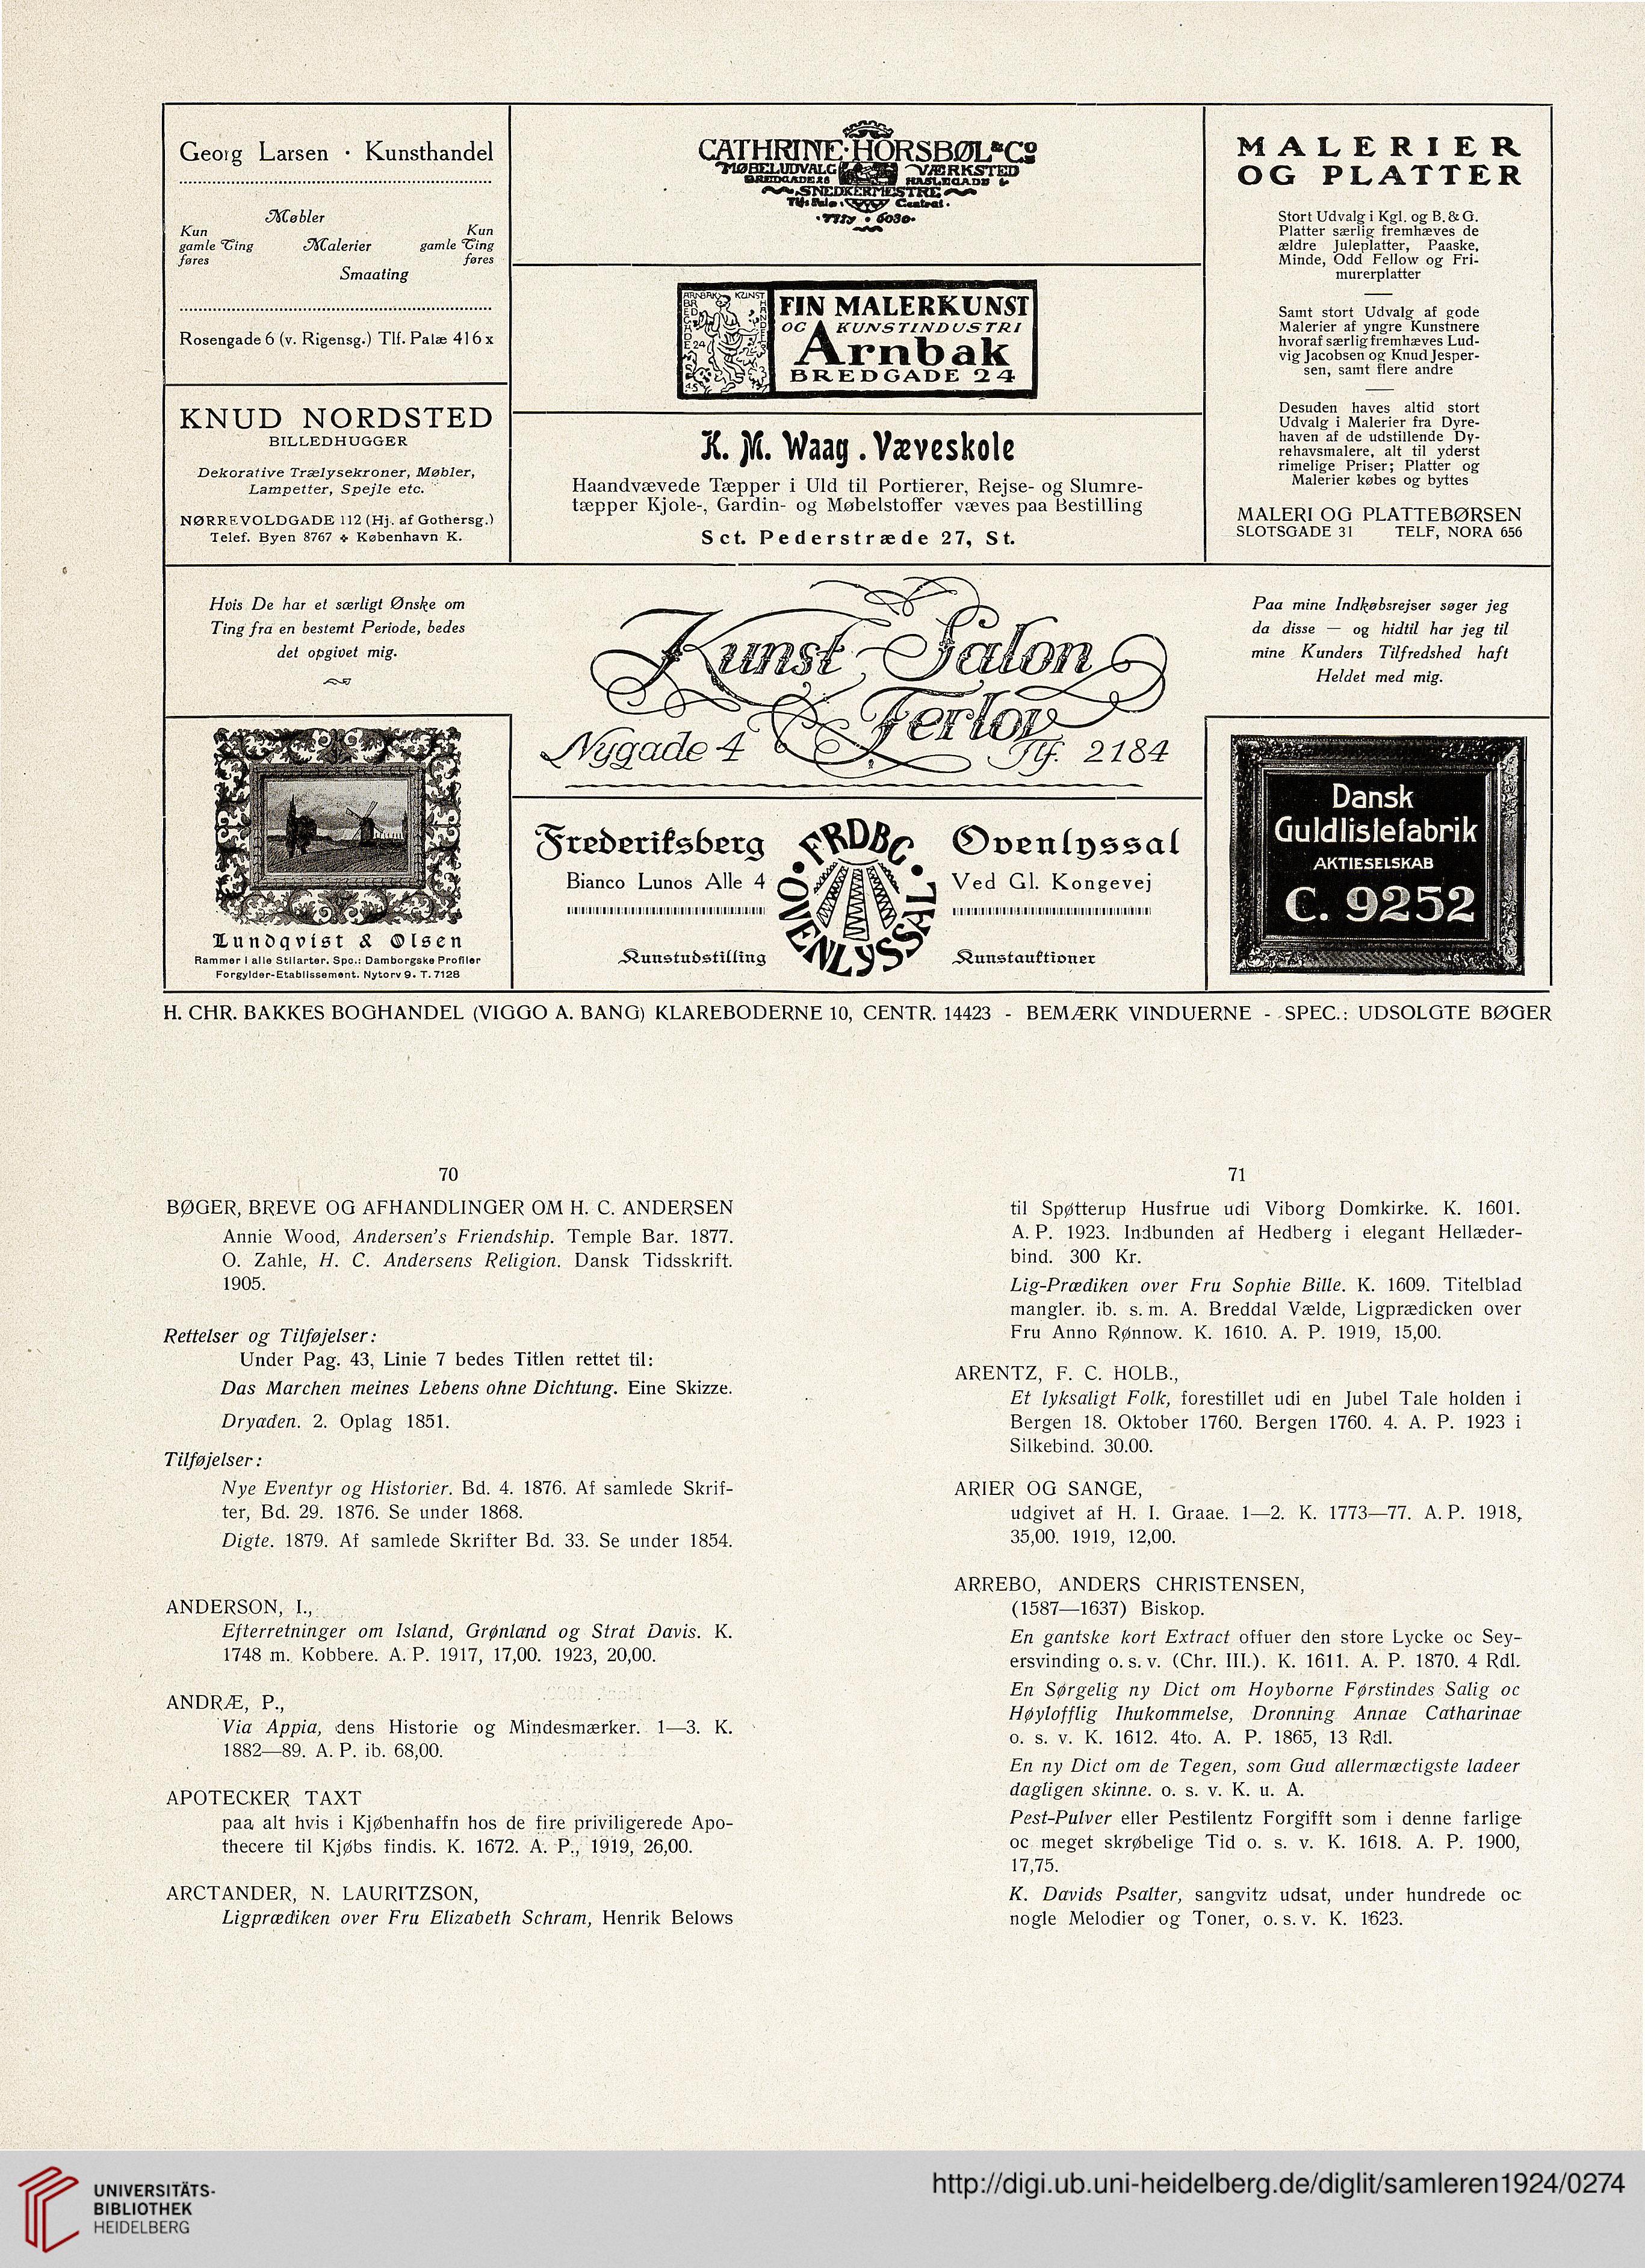 Georg Larsen · Kunsthandel
Møbler
Kun
gamle Ting
føres
Malerier
Kun
gamle Ting
føres
Smaating
Rosengade 6 (v. Rigensg.) Tlf. Palæ 416 x
KNUD NORDSTED
BILLEDHUGGER
Dekorative Trælysekroner, Møbler,
Lampetter, Spejle etc.
NØRREVOLDGADE 112 (Hj. af Gothersg.)
Telef. Byen 8767 København K.
CATHRINE·HORSBØL & Co
MØBELUDVALG VÆRKSTED
BREDGADE 28 HASLEGADE
SNEDKERMESTRE
Tlf: Palæ Central
7757 · 6030
ARNBAK KUNST
HANDEL
BREDGADE 24
FIN MALERKUNST
OG KUNSTINDUSTRI
Arnbak
BREDGADE 24
K. M. Waag . Væveskole
Haandvævede Tæpper i Uld til Portierer, Rejse- og Slumre-
tæpper Kjole-, Gardin- og Møbelstoffer væves paa Bestilling
Sct. Pederstræde 27, St.
MALERIER
OG PLATTER
Stort Udvalg i Kgl. og B. & G.
Platter særlig fremhæves de
ældre Juleplatter, Paaske,
Minde, Odd Fellow og Fri-
murerplatter
Samt stort Udvalg af gode
Malerier af yngre Kunstnere
hvoraf særlig fremhæves Lud-
vig Jacobsen og Knud Jesper-
sen, samt flere andre
Desuden haves altid stort
Udvalg i Malerier fra Dyre-
haven af de udstillende Dy-
rehavsmalere, alt til yderst
rimelige Priser; Platter og
Malerier købes og byttes
MALERI OG PLATTEBØRSEN
SLOTSGADE 31 TELF, NORA 656
Hvis De har et særligt Ønske om
Ting fra en bestemt Periode, bedes
det opgivet mig.
Kunst-Salon
Ferlov
Nygade 4 Tlf. 2184
Paa mine Indkøbsrejser søger jeg
da disse — og hidtil har jeg til
mine Kunders Tilfredshed haft
Heldet med mig.
Lundqvist & Olsen
Rammer i alle Stilarter. Spc.: Damborgske Profiler
Forgylder-Etablissement. Nytorv 9. T. 7128
Frederiksberg
Bianco Lunos Alle 4
Kunstudstilling
FRDBG. OVENLYSSAL
Ovenlyssal
Ved Gl. Kongevej
Kunstauktioner
Dansk
Guldlistefabrik
AKTIESELSKAB
C. 9252
H. CHR. BAKKES BOGHANDEL (VIGGO A. BANG) KLAREBODERNE 10, CENTR. 14423 - BEMÆRK VINDUERNE - SPEC.: UDSOLGTE BØGER
70
BØGER, BREVE OG AFHANDLINGER OM H. C. ANDERSEN
Annie Wood, Andersen's Friendship. Temple Bar. 1877.
O. Zahle, H. C. Andersens Religion. Dansk Tidsskrift.
1905.
Rettelser og Tilføjelser:
Under Pag. 43, Linie 7 bedes Titlen rettet til:
Das Marchen meines Lebens ohne Dichtung. Eine Skizze.
Dryaden. 2. Oplag 1851.
Tilføjelser:
Nye Eventyr og Historier. Bd. 4. 1876. Af samlede Skrif-
ter, Bd. 29. 1876. Se under 1868.
Digte. 1879. Af samlede Skrifter Bd. 33. Se under 1854.
ANDERSON, I.,
Efterretninger om Island, Grønland og Strat Davis. K.
1748 m. Kobbere. A. P. 1917, 17,00. 1923, 20,00.
ANDRÆ, P.,
Via Appia, dens Historie og Mindesmærker. 1—3. K.
1882—89. A. P. ib. 68,00.
APOTECKER TAXT
paa alt hvis i Kjøbenhaffn hos de fire priviligerede Apo-
thecere til Kjøbs findis. K. 1672. A. P., 1919, 26,00.
ARCTANDER, N. LAURITZSON,
Ligprædiken over Fru Elizabeth Schram, Henrik Belows
71
til Spøtterup Husfrue udi Viborg Domkirke. K. 1601.
A. P. 1923. Indbunden af Hedberg i elegant Hellæder-
bind. 300 Kr.
Lig-Prædiken over Fru Sophie Bille. K. 1609. Titelblad
mangler. ib. s. m. A. Breddal Vælde, Ligprædicken over
Fru Anno Rønnow. K. 1610. A. P. 1919, 15,00.
ARENTZ, F. C. HOLB.,
Et lyksaligt Folk, forestillet udi en Jubel Tale holden i
Bergen 18. Oktober 1760. Bergen 1760. 4. A. P. 1923 i
Silkebind. 30.00.
ARIER OG SANGE,
udgivet af H. I. Graae. 1—2. K. 1773—77. A. P. 1918,
35,00. 1919, 12,00.
ARREBO, ANDERS CHRISTENSEN,
(1587—1637) Biskop.
En gantske kort Extract offuer den store Lycke oc Sey-
ersvinding o. s. v. (Chr. III.). K. 1611. A. P. 1870. 4 Rdl.
En Sørgelig ny Dict om Hoyborne Førstindes Salig oc
Høylofflig Ihukommelse, Dronning Annae Catharinae
o. s. v. K. 1612. 4to. A. P. 1865, 13 Rdl.
En ny Dict om de Tegen, som Gud allermæctigste ladeer
dagligen skinne. o. s. v. K. u. A.
Pest-Pulver eller Pestilentz Forgifft som i denne farlige
oc meget skrøbelige Tid o. s. v. K. 1618. A. P. 1900,
17,75.
K. Davids Psalter, sangvitz udsat, under hundrede oc
nogle Melodier og Toner, o. s. v. K. 1623.
UNIVERSITÄTS-
BIBLIOTHEK
HEIDELBERG
http://digi.ub.uni-heidelberg.de/diglit/samleren1924/0274